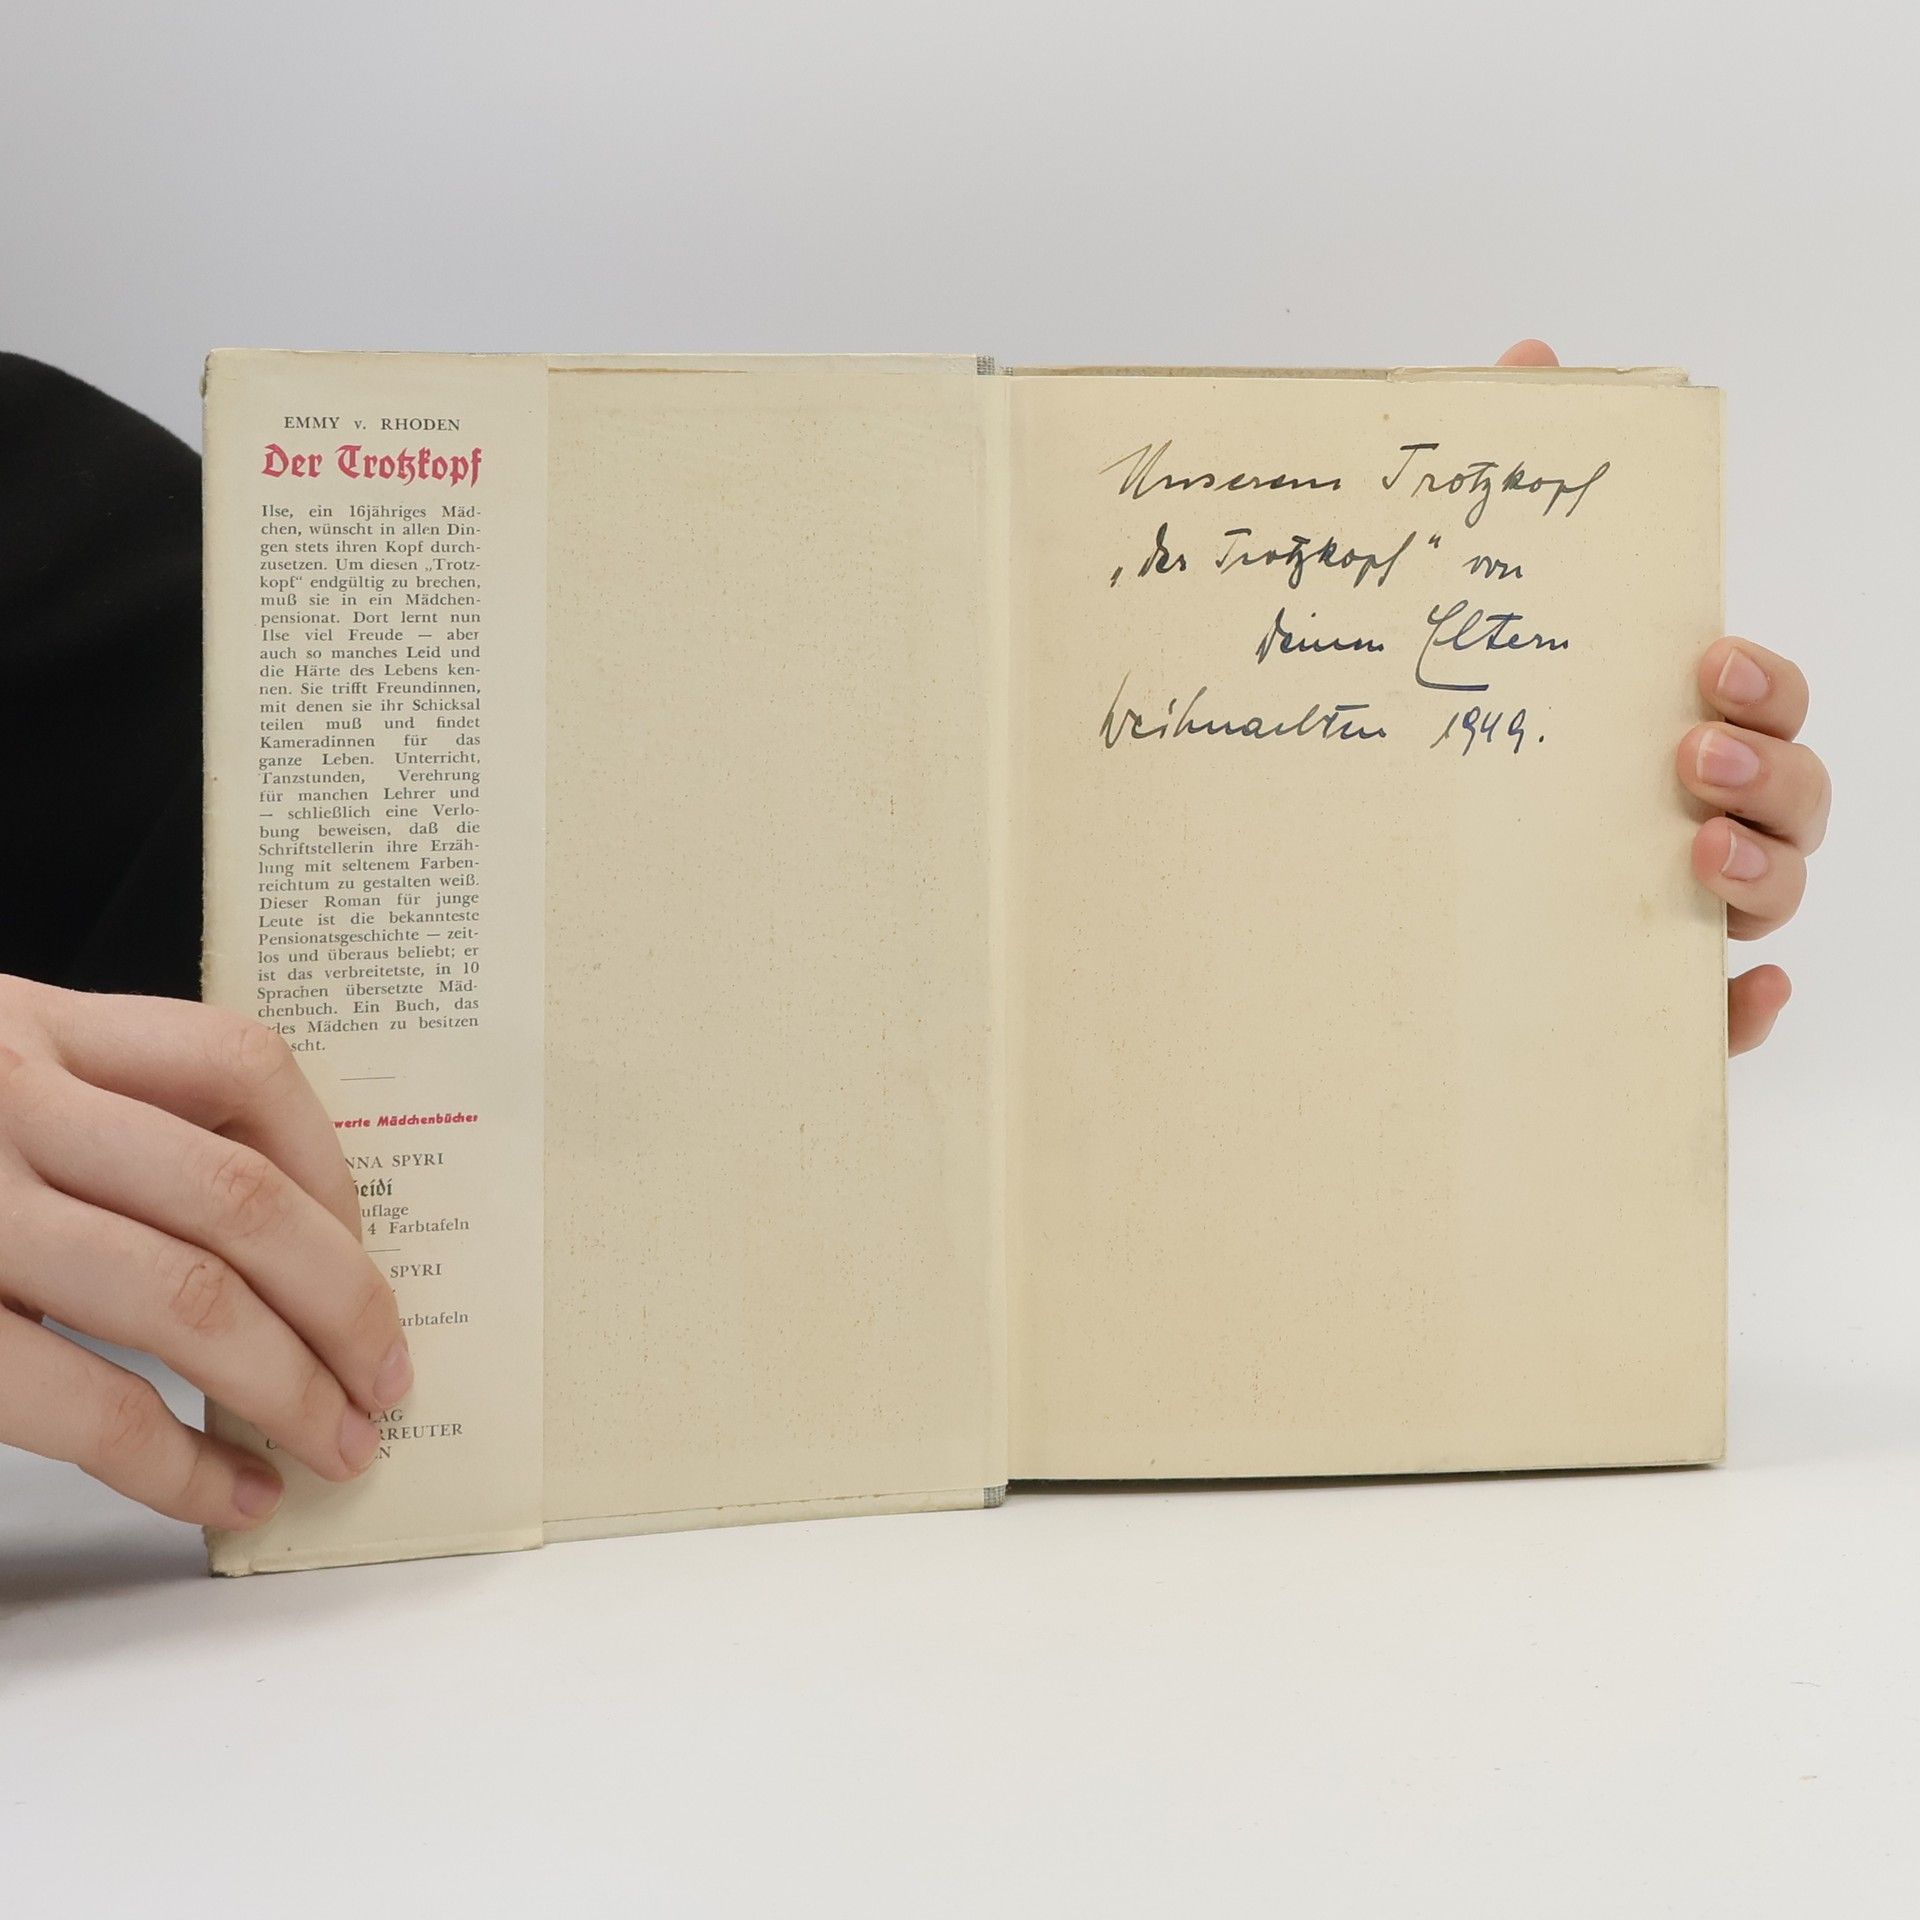 EMMY v. RHODEN
Der Trotzkopf
Ilse, ein 16jähriges Mäd-
chen, wünscht in allen Din-
gen stets ihren Kopf durch-
zusetzen. Um diesen „Trotz-
kopf“ endgültig zu brechen,
muß sie in ein Mädchen-
pensionat. Dort lernt nun
Ilse viel Freude — aber
auch so manches Leid und
die Härte des Lebens ken-
nen. Sie trifft Freundinnen,
mit denen sie ihr Schicksal
teilen muß und findet
Kameradinnen für das
ganze Leben. Unterricht,
Tanzstunden, Verehrung
für manchen Lehrer und
— schließlich eine Verlo-
bung beweisen, daß die
Schriftstellerin ihre Erzäh-
lung mit seltenem Farben-
reichtum zu gestalten weiß.
Dieser Roman für junge
Leute ist die bekannteste
Pensionatsgeschichte — zeit-
los und überaus beliebt; er
ist das verbreitetste, in 10
Sprachen übersetzte Mäd-
chenbuch. Ein Buch, das
Mädchen zu besitzen
Mädchenbücher
SPYRI
4 Farbtafeln
SPYRI
Unserem Trotzkopf
„der Trotzkopf“ von
deinen Eltern
Weihnachten 1949.